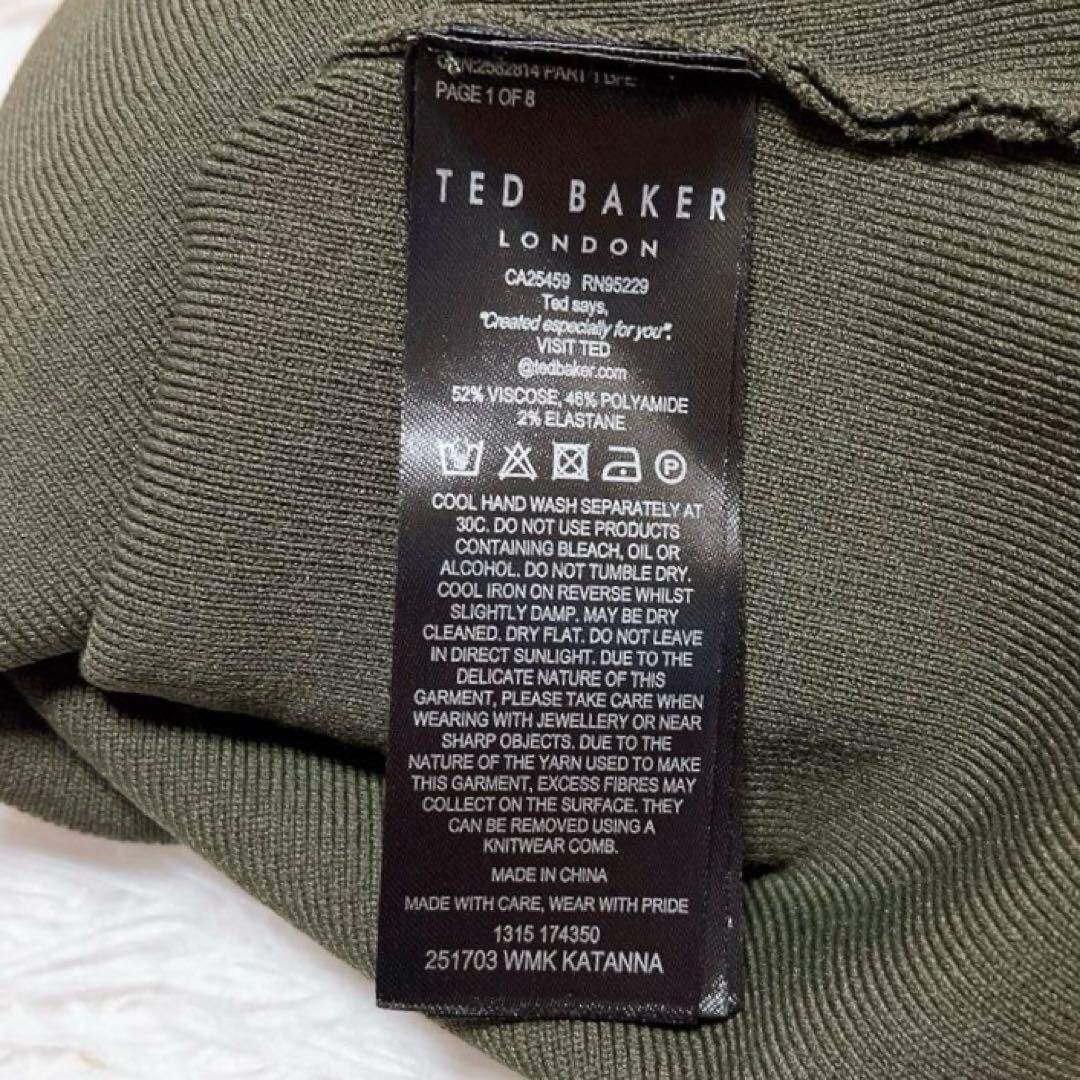 PAGE 1 OF 8
TED BAKER
LONDON
CA25459 RN95229
Ted says,
"Created especially for you".
VISIT TED
@tedbaker.com
52% VISCOSE, 46% POLYAMIDE
2% ELASTANE
P
COOL HAND WASH SEPARATELY AT
30C. DO NOT USE PRODUCTS
CONTAINING BLEACH, OIL OR
ALCOHOL. DO NOT TUMBLE DRY.
COOL IRON ON REVERSE WHILST
SLIGHTLY DAMP. MAY BE DRY
CLEANED. DRY FLAT. DO NOT LEAVE
IN DIRECT SUNLIGHT. DUE TO THE
DELICATE NATURE OF THIS
GARMENT, PLEASE TAKE CARE WHEN
WEARING WITH JEWELLERY OR NEAR
SHARP OBJECTS. DUE TO THE
NATURE OF THE YARN USED TO MAKE
THIS GARMENT, EXCESS FIBRES MAY
COLLECT ON THE SURFACE. THEY
CAN BE REMOVED USING A
KNITWEAR COMB.
MADE IN CHINA
MADE WITH CARE, WEAR WITH PRIDE
1315 174350
251703 WMK KATANNA